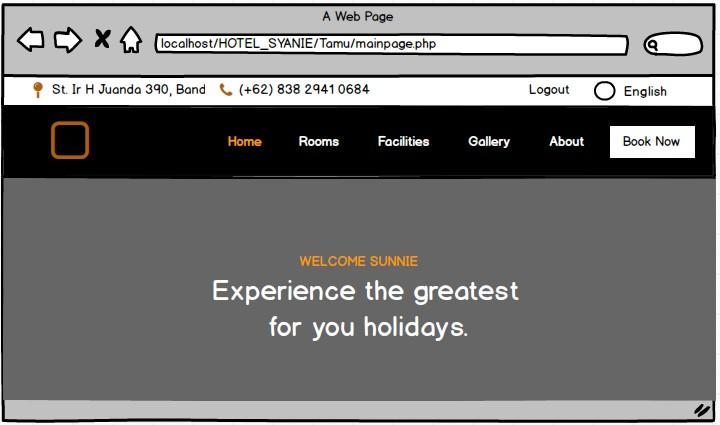 A Web Page
localhost/HOTEL_SYANIE/Tamu/mainpage.php
St. Ir H Juanda 390, Band (+62) 838 2941 0684 Logout English
Home Rooms Facilities Gallery About Book Now
WELCOME SUNNIE
Experience the greatest
for you holidays.